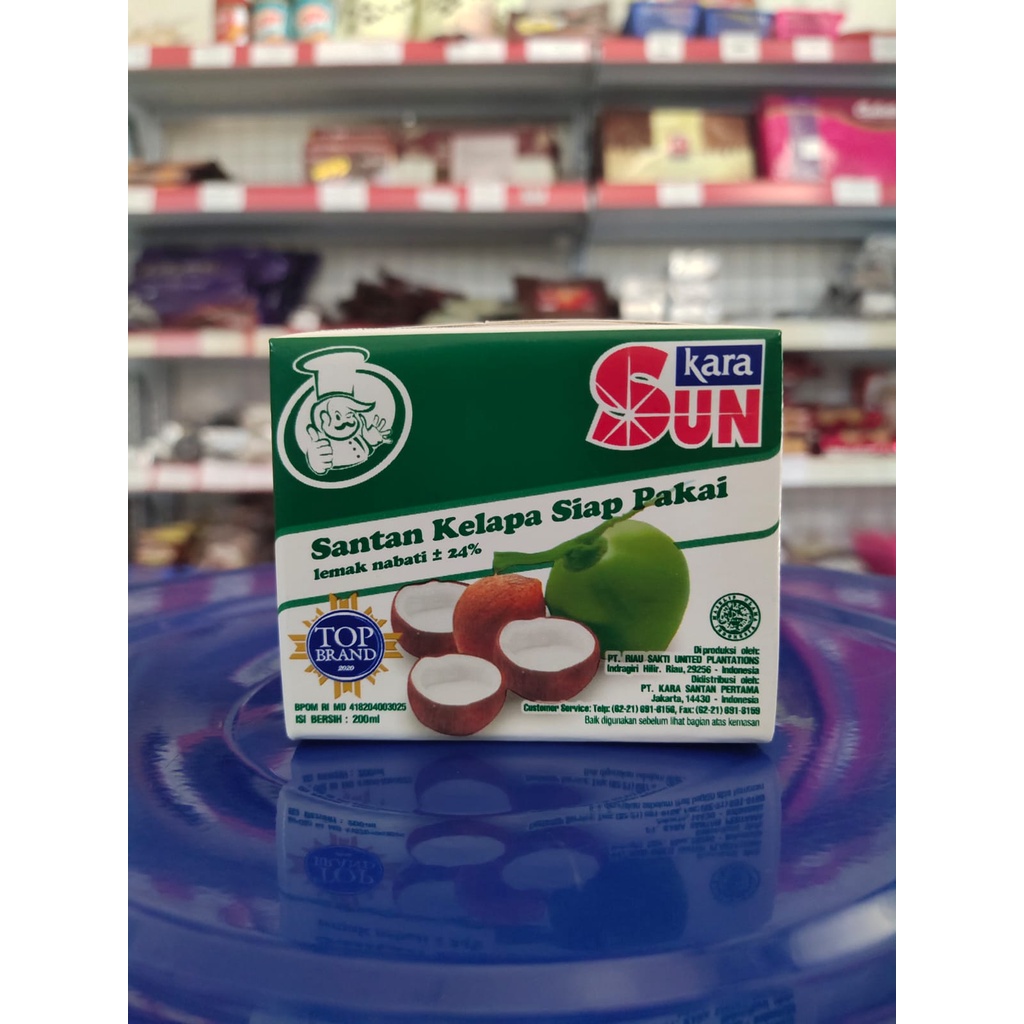 kara
SUN
Santan Kelapa Siap Pakai
lemak nabati ± 24%
TOP
BRAND
2020
BPOM RI MD 418204003025
ISI BERSIH : 200ml
Di produksi oleh:
PT. RIAU SAKTI UNITED PLANTATIONS
Indragiri Hilir. Riau, 29256 - Indonesia
Didistribusi oleh:
PT. KARA SANTAN PERTAMA
Jakarta, 14430 - Indonesia
Customer Service: Telp: (62-21) 691-8156, Fax: (62-21) 691-8159
Baik digunakan sebelum lihat bagian atas kemasan